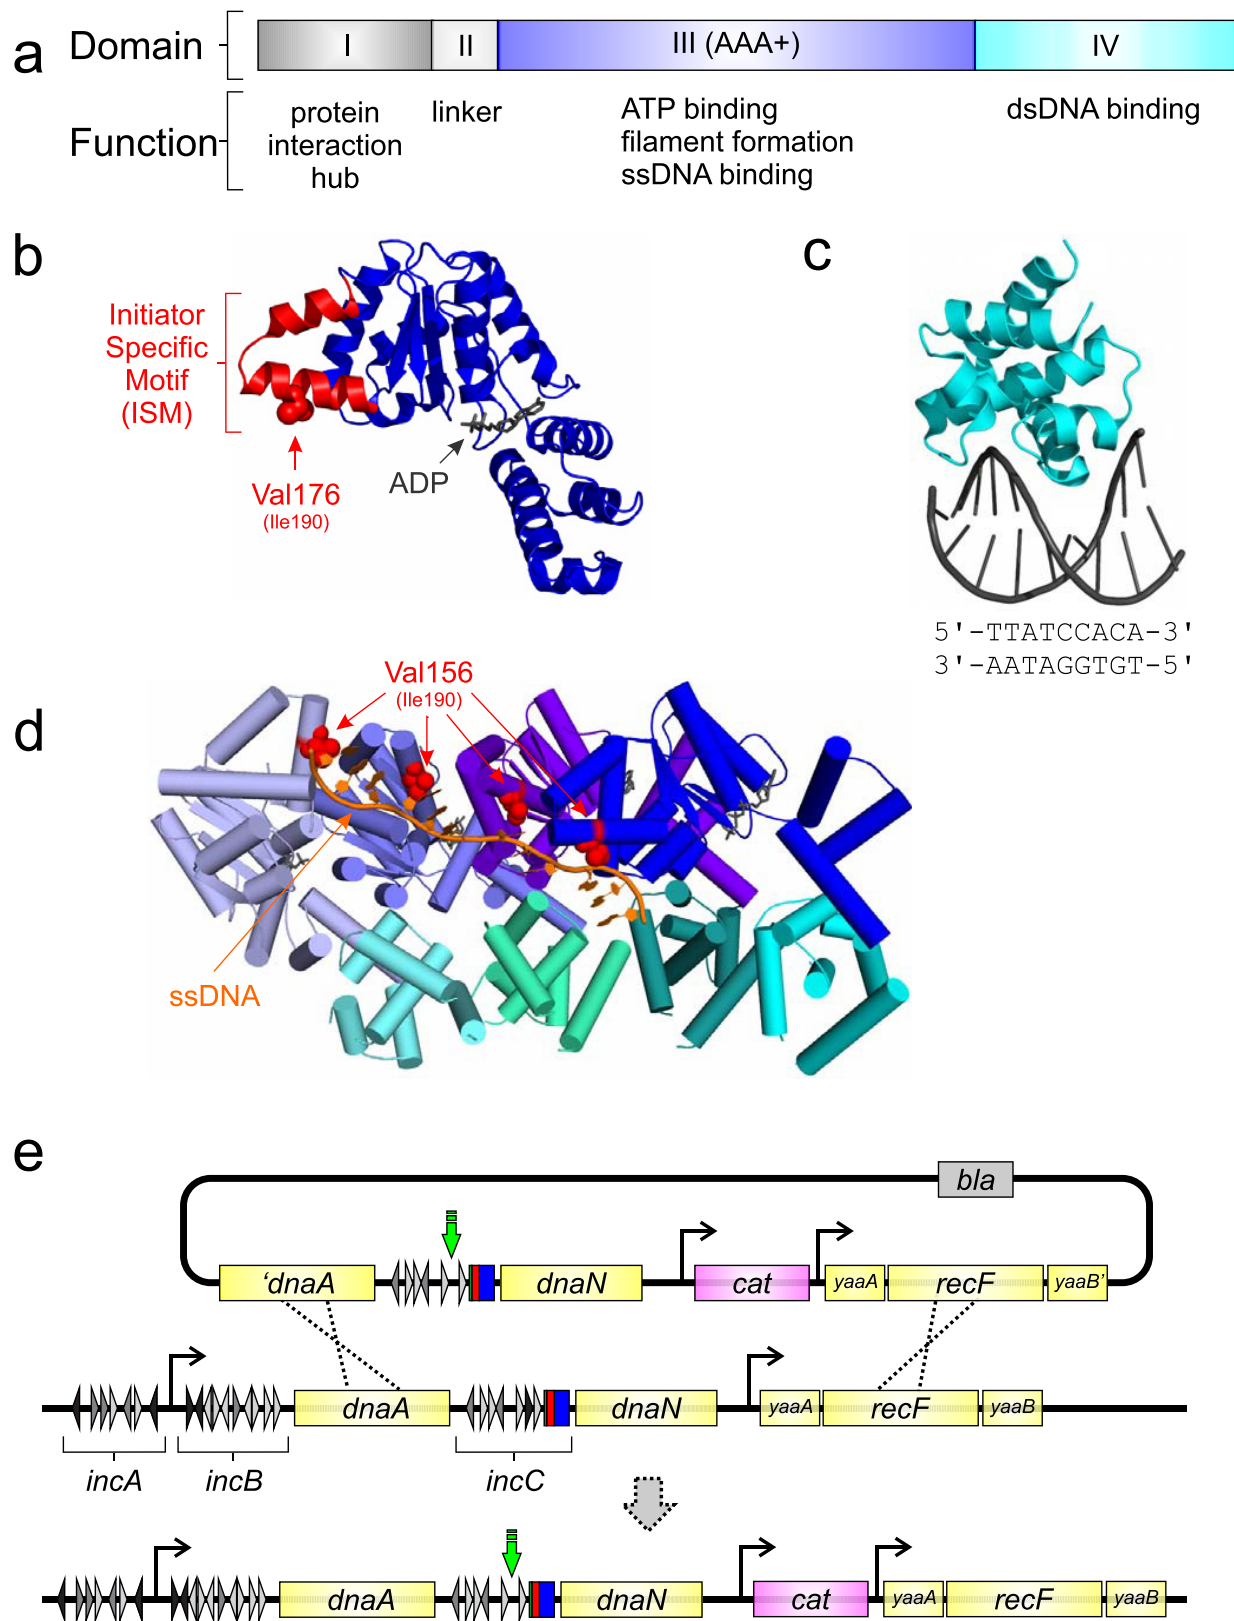 a
Domain
I
II
III (AAA+)
IV
Function
protein
interaction
hub
linker
ATP binding
filament formation
ssDNA binding
dsDNA binding
b
Initiator
Specific
Motif
(ISM)
Val176
(Ile190)
ADP
c
5'-TTATCCACA-3'
3'-AATAGGTGT-5'
d
Val156
(Ile190)
ssDNA
e
bla
'dnaA
dnaN
cat
yaaA
recF
yaaB'
dnaA
dnaN
yaaA
recF
yaaB
incA
incB
incC
dnaA
dnaN
cat
yaaA
recF
yaaB